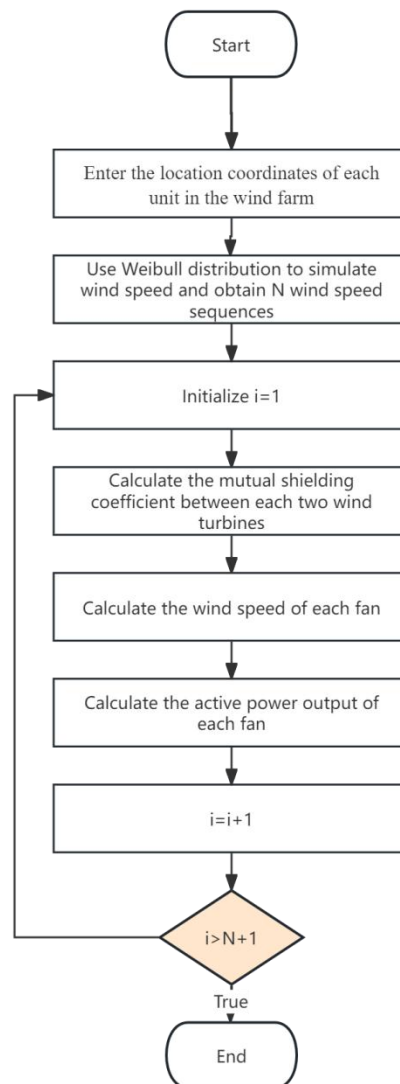 Start
Enter the location coordinates of each
unit in the wind farm
Use Weibull distribution to simulate
wind speed and obtain N wind speed
sequences
Initialize i=1
Calculate the mutual shielding
coefficient between each two wind
turbines
Calculate the wind speed of each fan
Calculate the active power output of
each fan
i=i+1
i>N+1
True
End